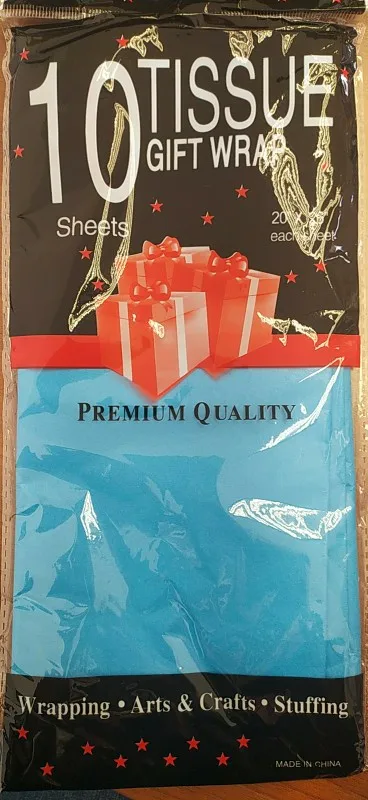 10 TISSUE
GIFT WRAP
Sheets
each sheet
PREMIUM QUALITY
Wrapping • Arts & Crafts • Stuffing
MADE IN CHINA